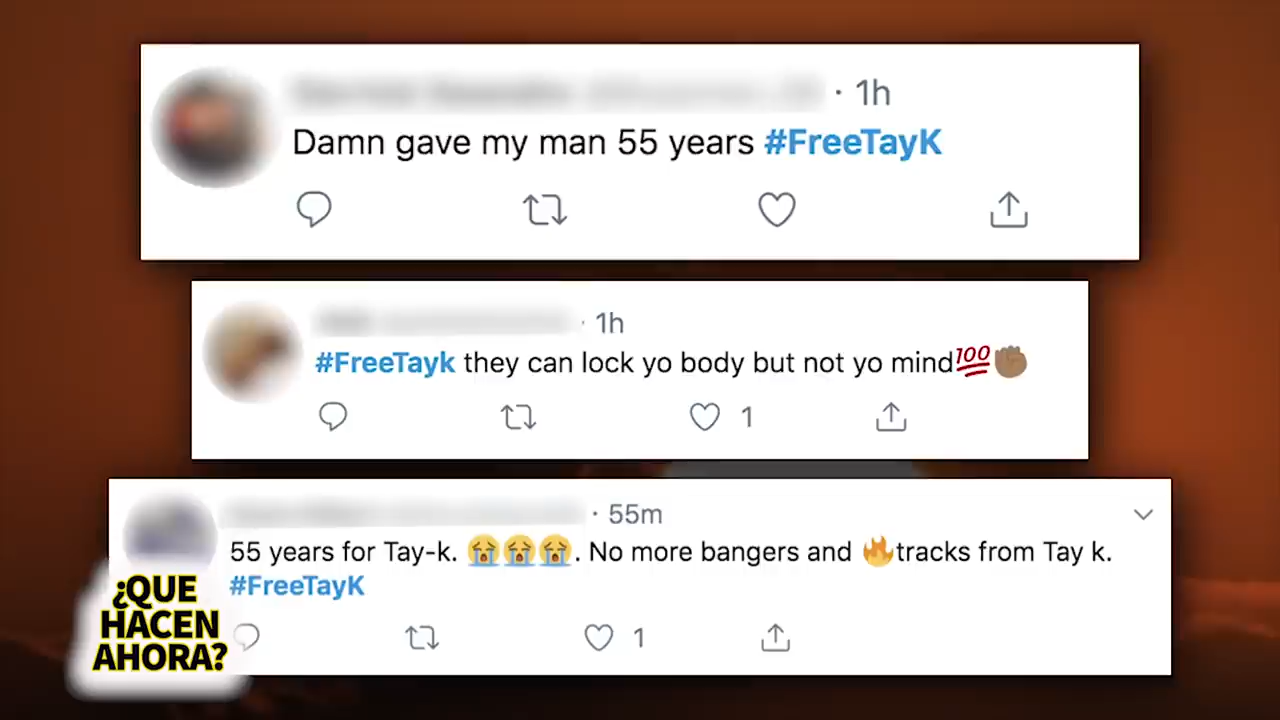 · 1h
Damn gave my man 55 years #FreeTayK
· 1h
#FreeTayk they can lock yo body but not yo mind💯✊🏾
1
· 55m
55 years for Tay-k. 😭😭😭. No more bangers and 🔥tracks from Tay k.
#FreeTayK
1
¿QUE
HACEN
AHORA?